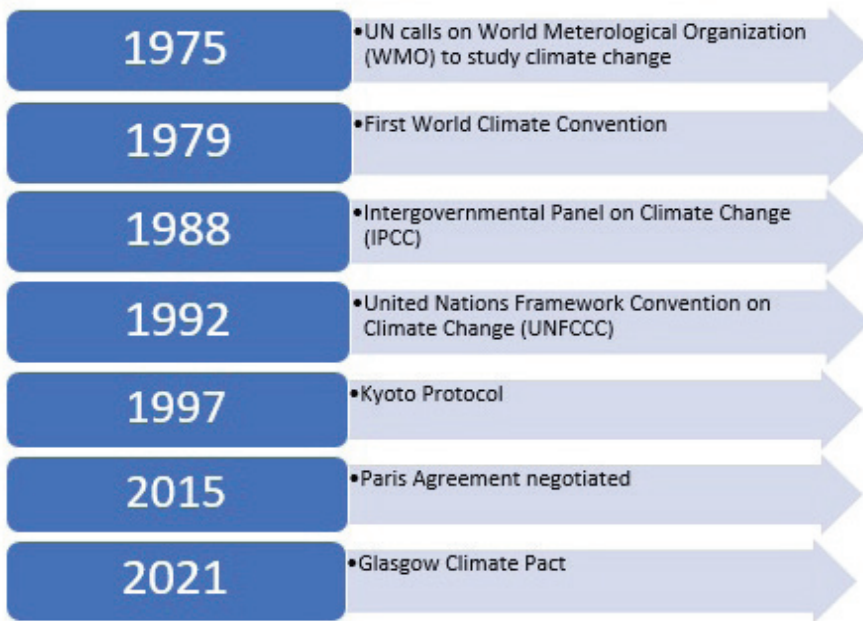 1975
•UN calls on World Meterological Organization
(WMO) to study climate change
1979
•First World Climate Convention
1988
•Intergovernmental Panel on Climate Change
(IPCC)
1992
•United Nations Framework Convention on
Climate Change (UNFCCC)
1997
•Kyoto Protocol
2015
•Paris Agreement negotiated
2021
•Glasgow Climate Pact